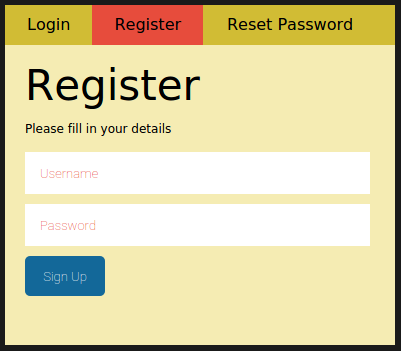 Login Register Reset Password
Register
Please fill in your details
Username
Password
Sign Up